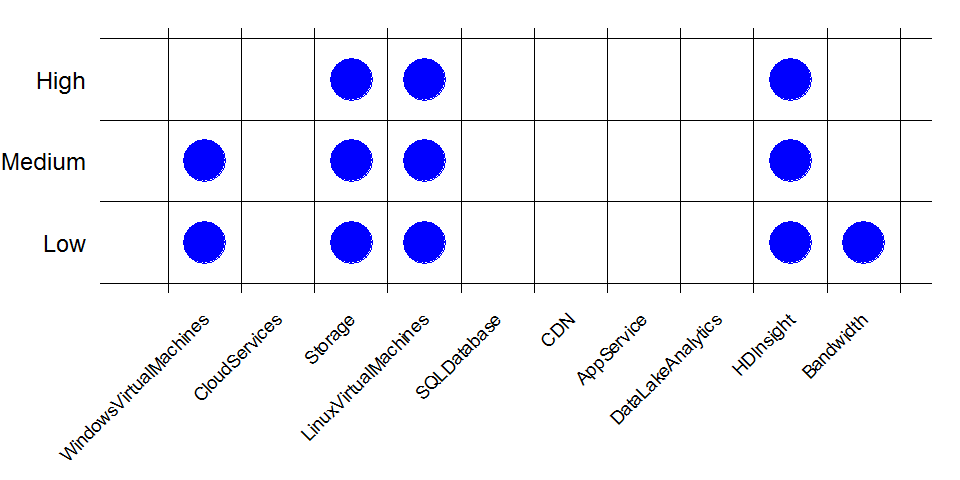 High
Medium
Low
WindowsVirtualMachines
CloudServices
Storage
LinuxVirtualMachines
SQLDatabase
CDN
AppService
DataLakeAnalytics
HDInsight
Bandwidth